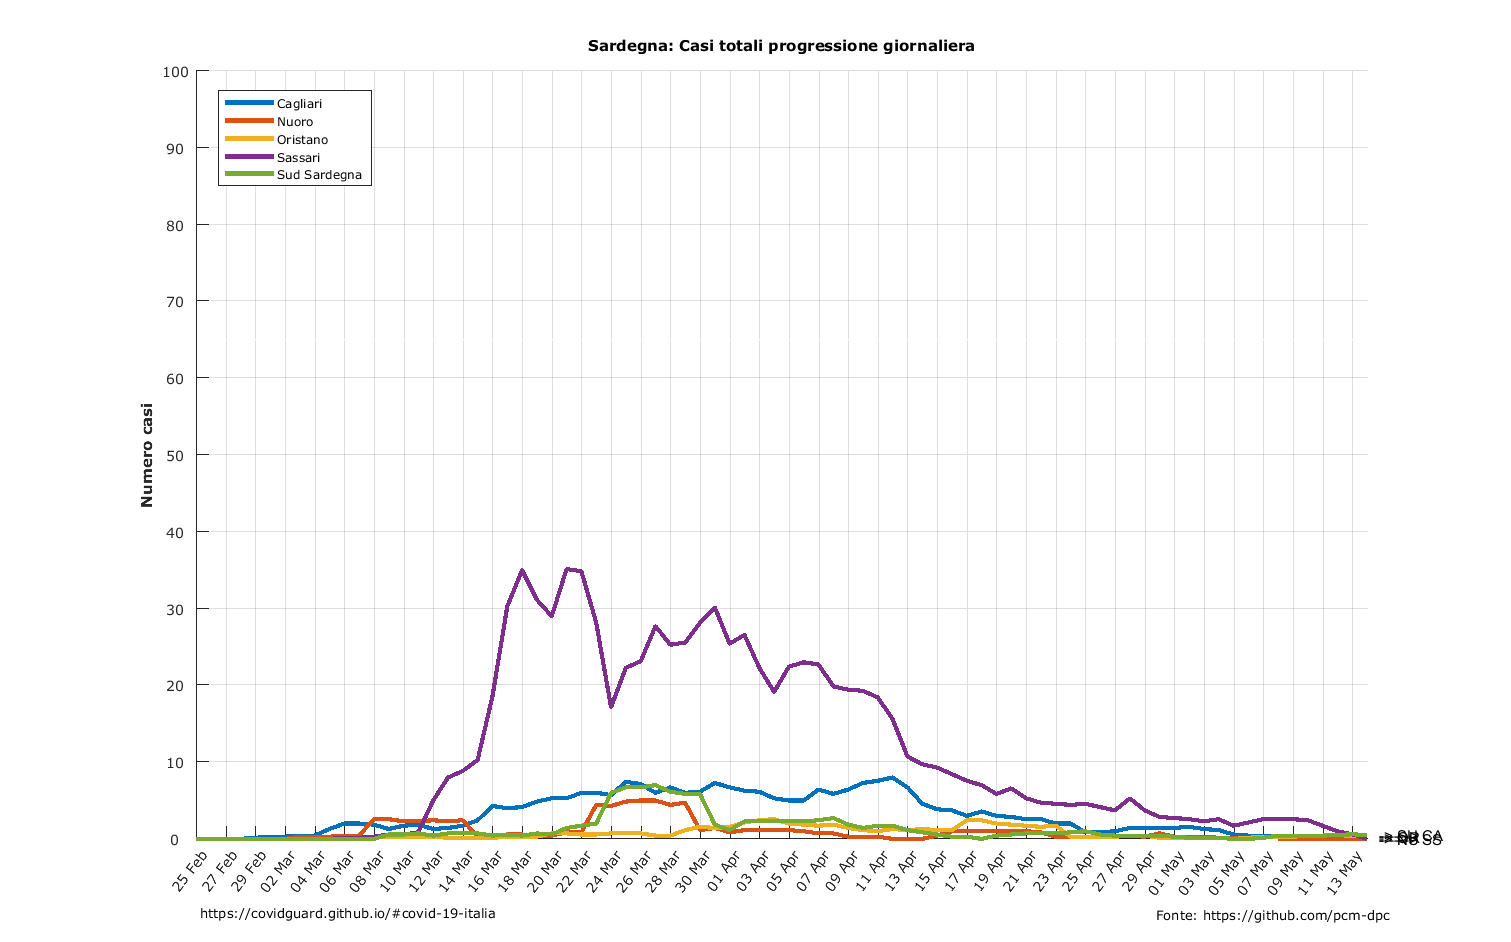 Sardegna: Casi totali progressione giornaliera
100
90
80
70
60
50
40
30
20
10
0
Numero casi
Cagliari
Nuoro
Oristano
Sassari
Sud Sardegna
25 Feb
27 Feb
29 Feb
02 Mar
04 Mar
06 Mar
08 Mar
10 Mar
12 Mar
14 Mar
16 Mar
18 Mar
20 Mar
22 Mar
24 Mar
26 Mar
28 Mar
30 Mar
01 Apr
03 Apr
05 Apr
07 Apr
09 Apr
11 Apr
13 Apr
15 Apr
17 Apr
19 Apr
21 Apr
23 Apr
25 Apr
27 Apr
29 Apr
01 May
03 May
05 May
07 May
09 May
11 May
13 May
https://covidguard.github.io/#covid-19-italia
Fonte: https://github.com/pcm-dpc